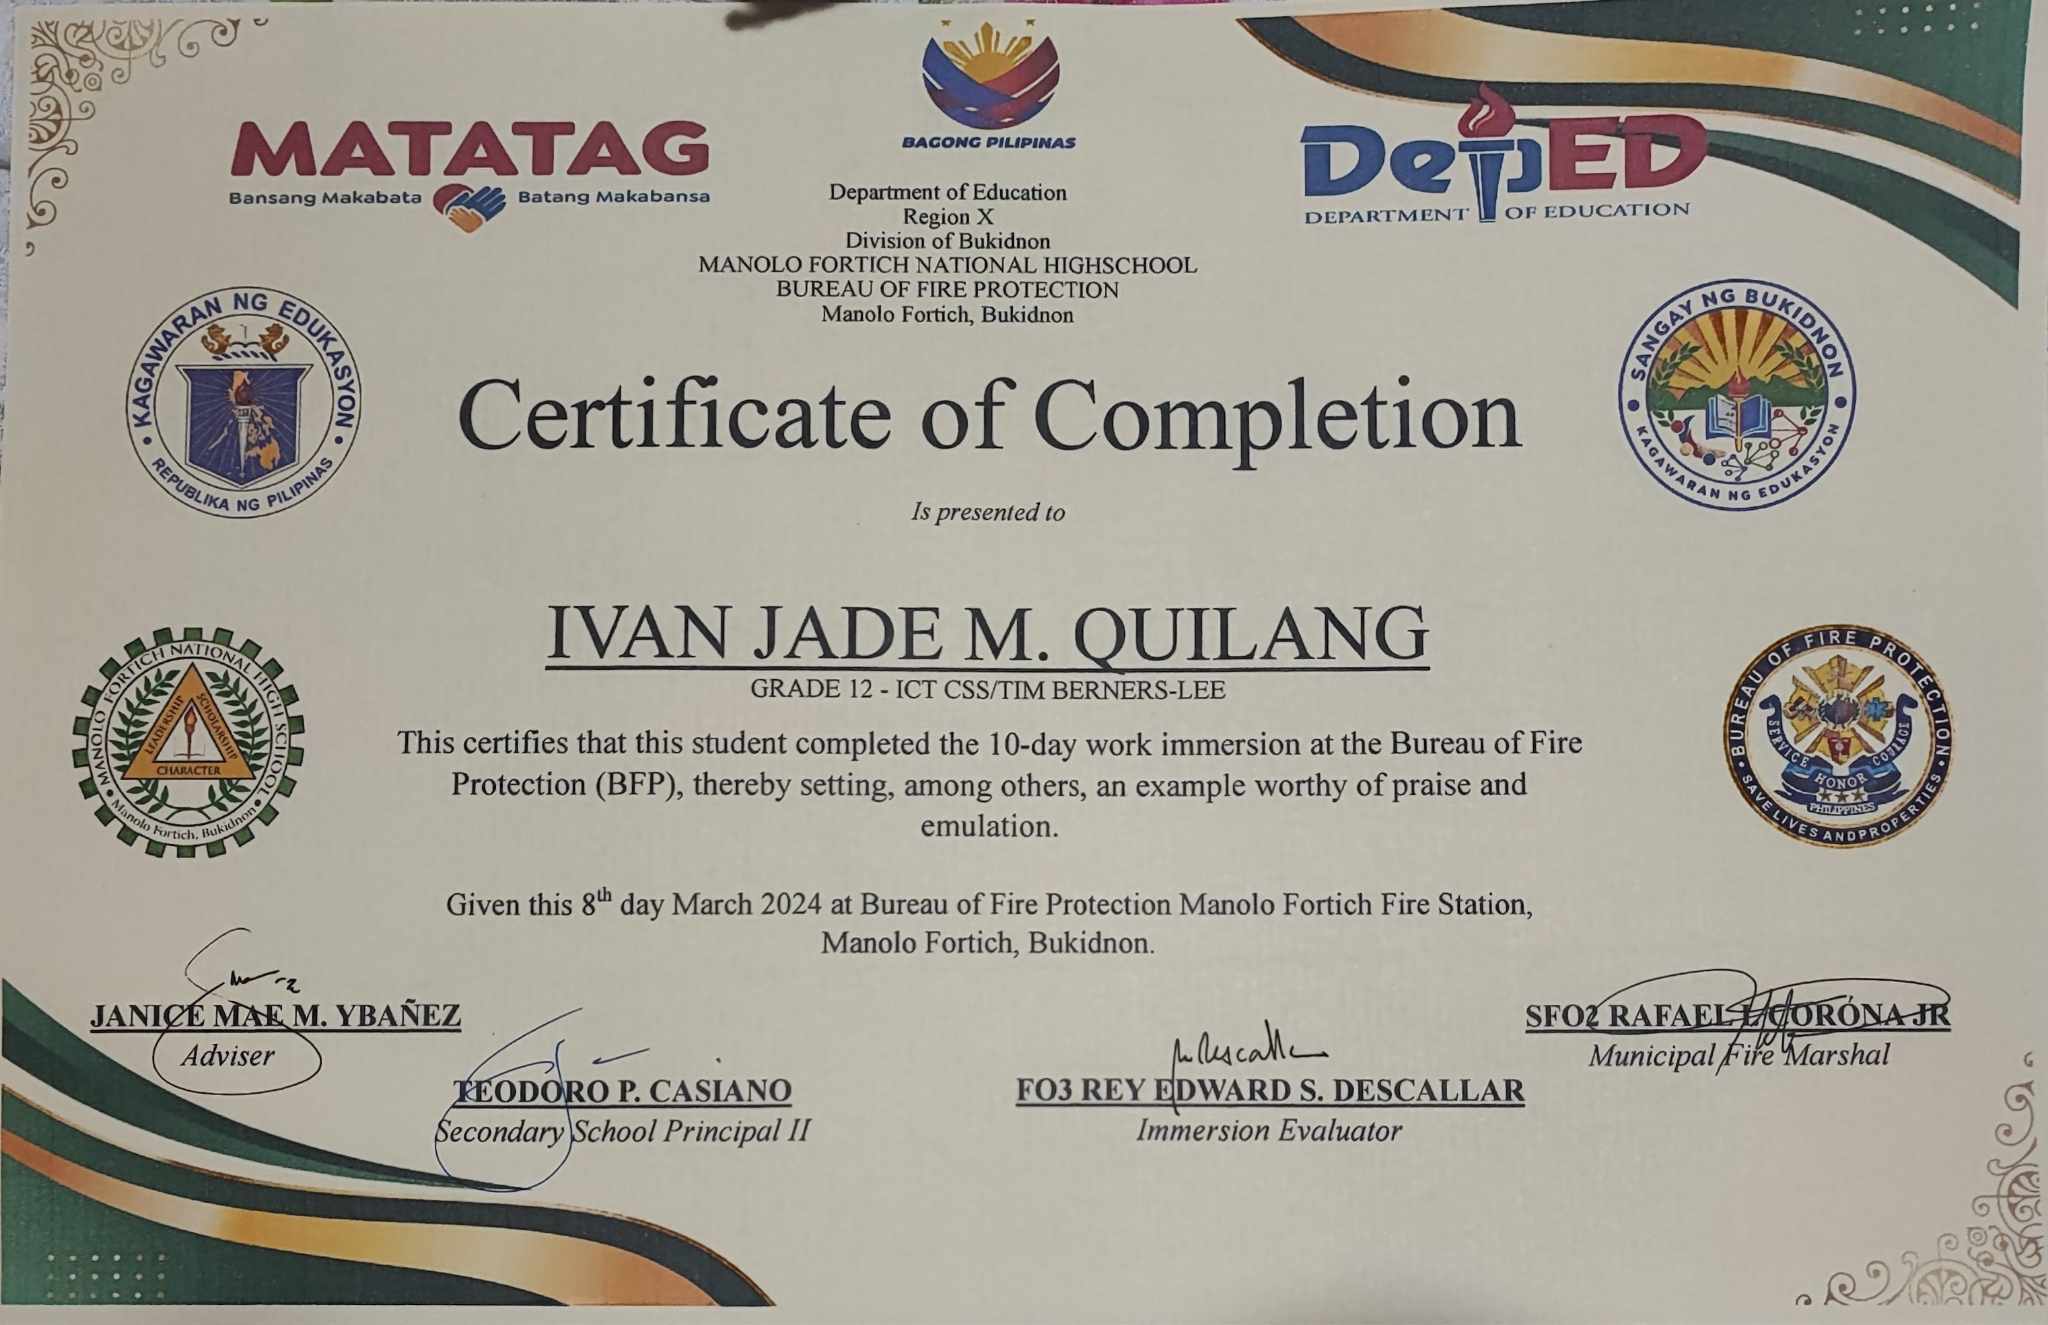 MATATAG
Bansang Makabata Batang Makabansa
BAGONG PILIPINAS
DepED
DEPARTMENT OF EDUCATION
Department of Education
Region X
Division of Bukidnon
MANOLO FORTICH NATIONAL HIGHSCHOOL
BUREAU OF FIRE PROTECTION
Manolo Fortich, Bukidnon
KAGAWARAN NG EDUKASYON
REPUBLIKA NG PILIPINAS
SANGAY NG BUKIDNON
KAGAWARAN NG EDUKASYON
Certificate of Completion
Is presented to
IVAN JADE M. QUILANG
GRADE 12 - ICT CSS/TIM BERNERS-LEE
MANOLO FORTICH NATIONAL HIGH SCHOOL
LEADERSHIP
SCHOLARSHIP
CHARACTER
Manolo Fortich, Bukidnon
BUREAU OF FIRE PROTECTION
SERVICE HONOR COURAGE
PHILIPPINES
SAVE LIVES AND PROPERTIES
This certifies that this student completed the 10-day work immersion at the Bureau of Fire
Protection (BFP), thereby setting, among others, an example worthy of praise and
emulation.
Given this 8th day March 2024 at Bureau of Fire Protection Manolo Fortich Fire Station,
Manolo Fortich, Bukidnon.
JANICE MAE M. YBAÑEZ
Adviser
TEODORO P. CASIANO
Secondary School Principal II
FO3 REY EDWARD S. DESCALLAR
Immersion Evaluator
SFO2 RAFAEL L CORÓNA JR
Municipal Fire Marshal